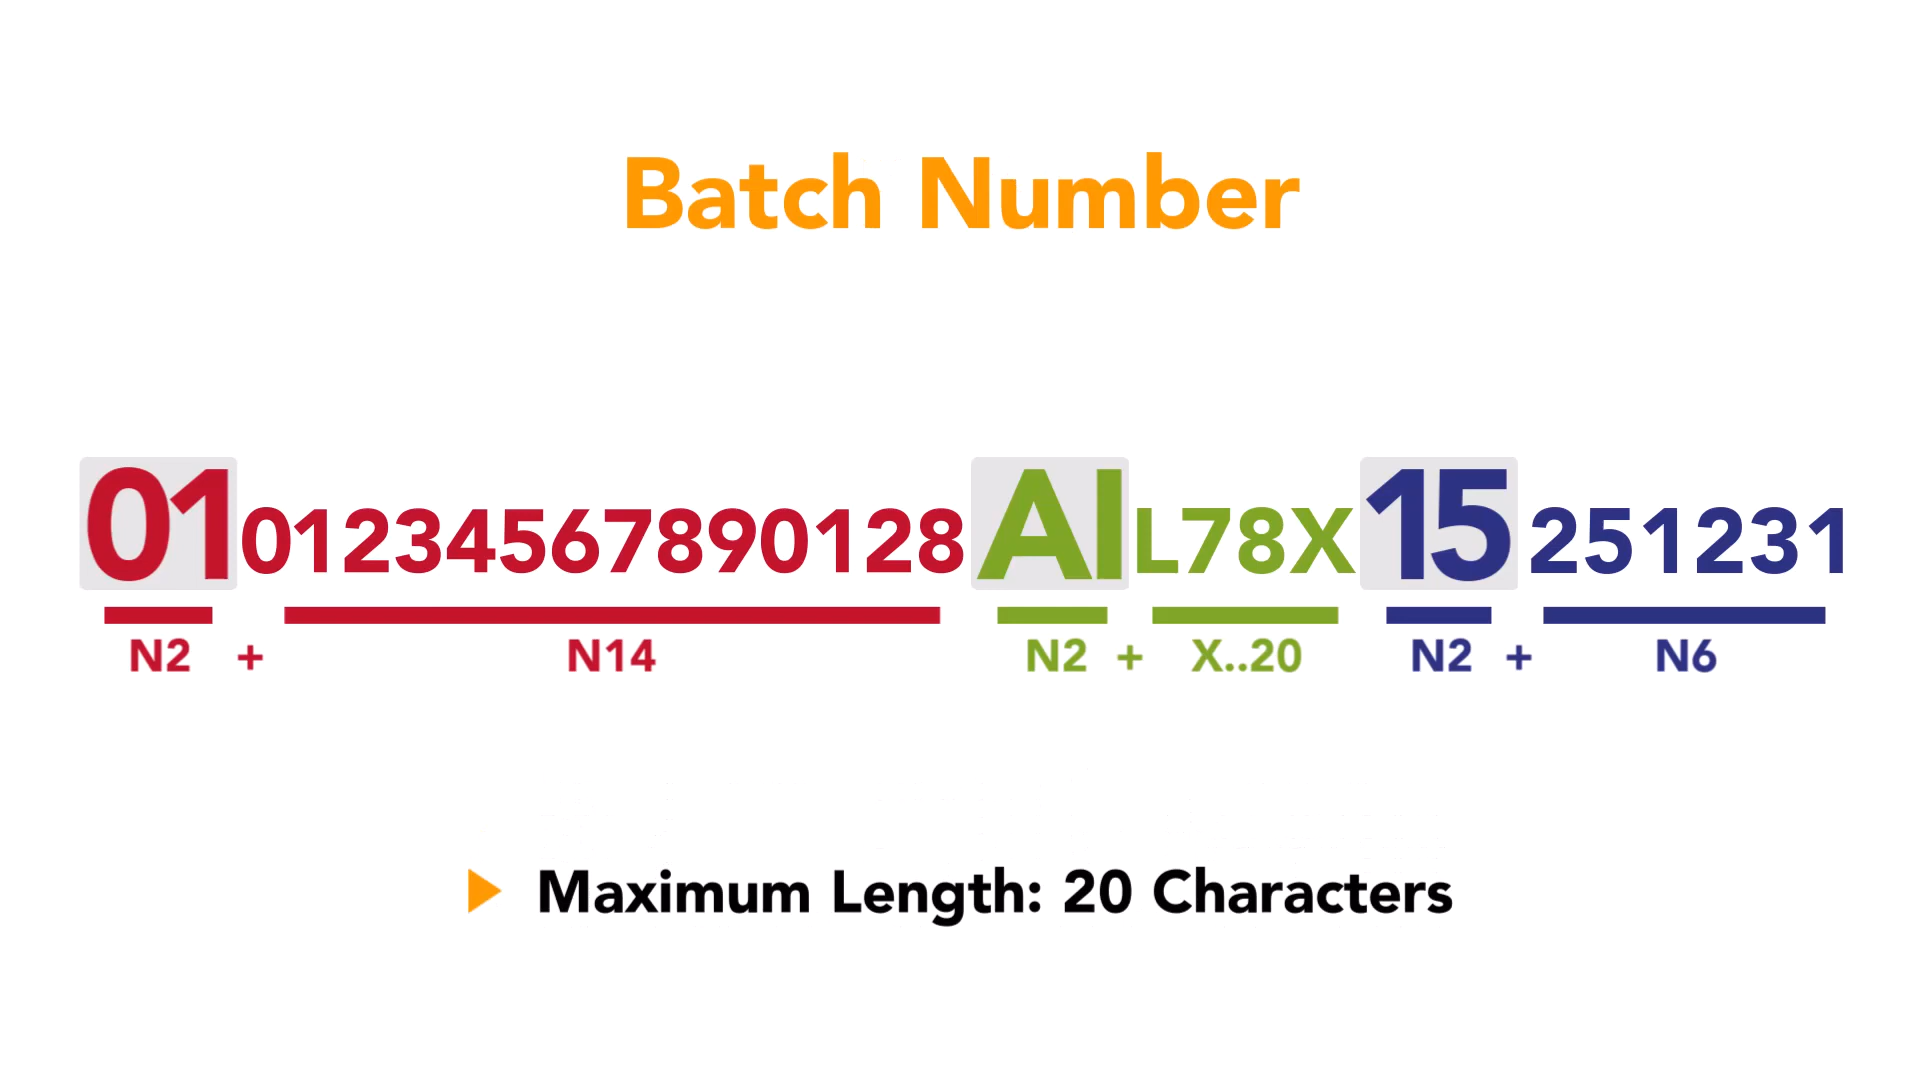 Batch Number
01 01234567890128 AI L78X 15 251231
N2 + N14 N2 + X..20 N2 + N6
Maximum Length: 20 Characters